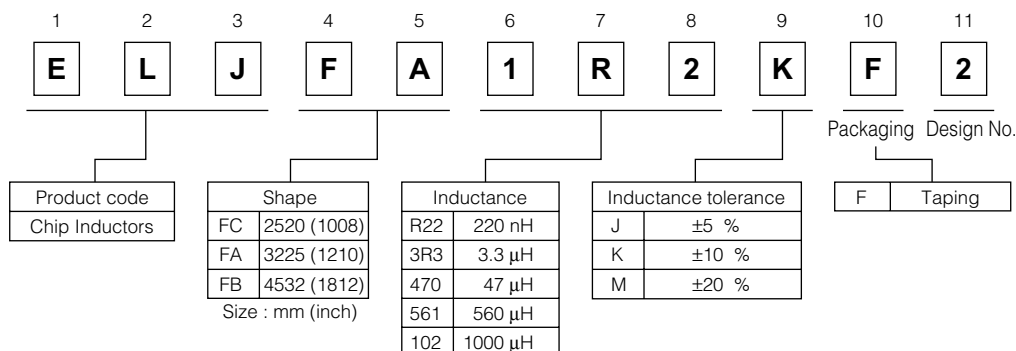 1 2 3 4 5 6 7 8 9 10 11
E L J F A 1 R 2 K F 2
Packaging Design No.
Product code
Chip Inductors
Shape
FC 2520 (1008)
FA 3225 (1210)
FB 4532 (1812)
Size : mm (inch)
Inductance
R22 220 nH
3R3 3.3 μH
470 47 μH
561 560 μH
102 1000 μH
Inductance tolerance
J ±5 %
K ±10 %
M ±20 %
F Taping